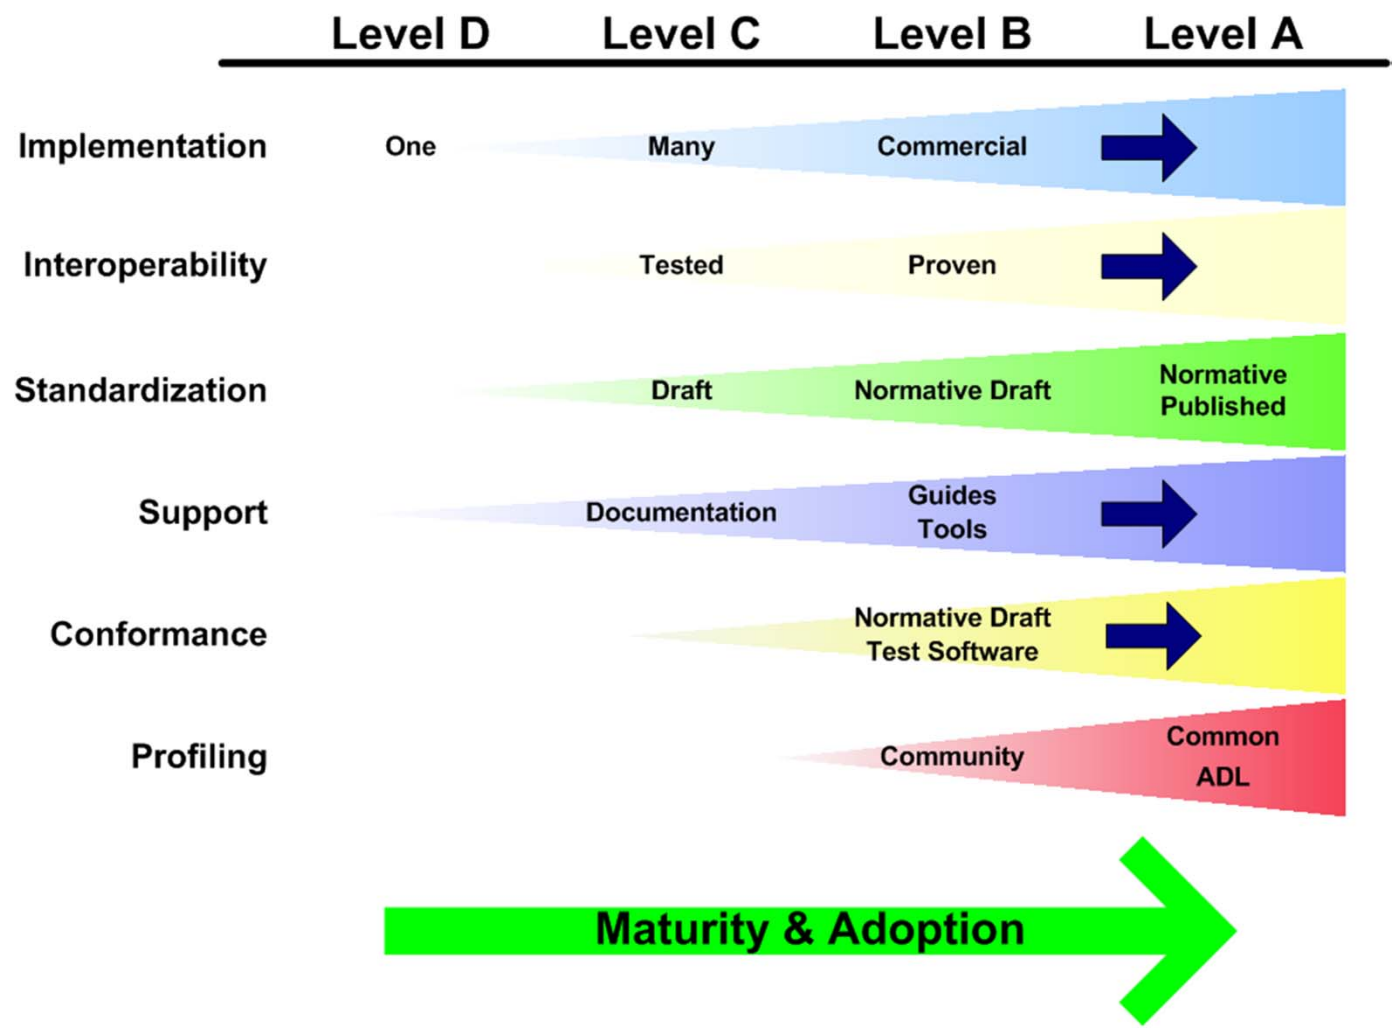 Level D Level C Level B Level A
Implementation One Many Commercial
Interoperability Tested Proven
Standardization Draft Normative Draft Normative
Published
Support Documentation Guides
Tools
Conformance Normative Draft
Test Software
Profiling Community Common
ADL
Maturity & Adoption